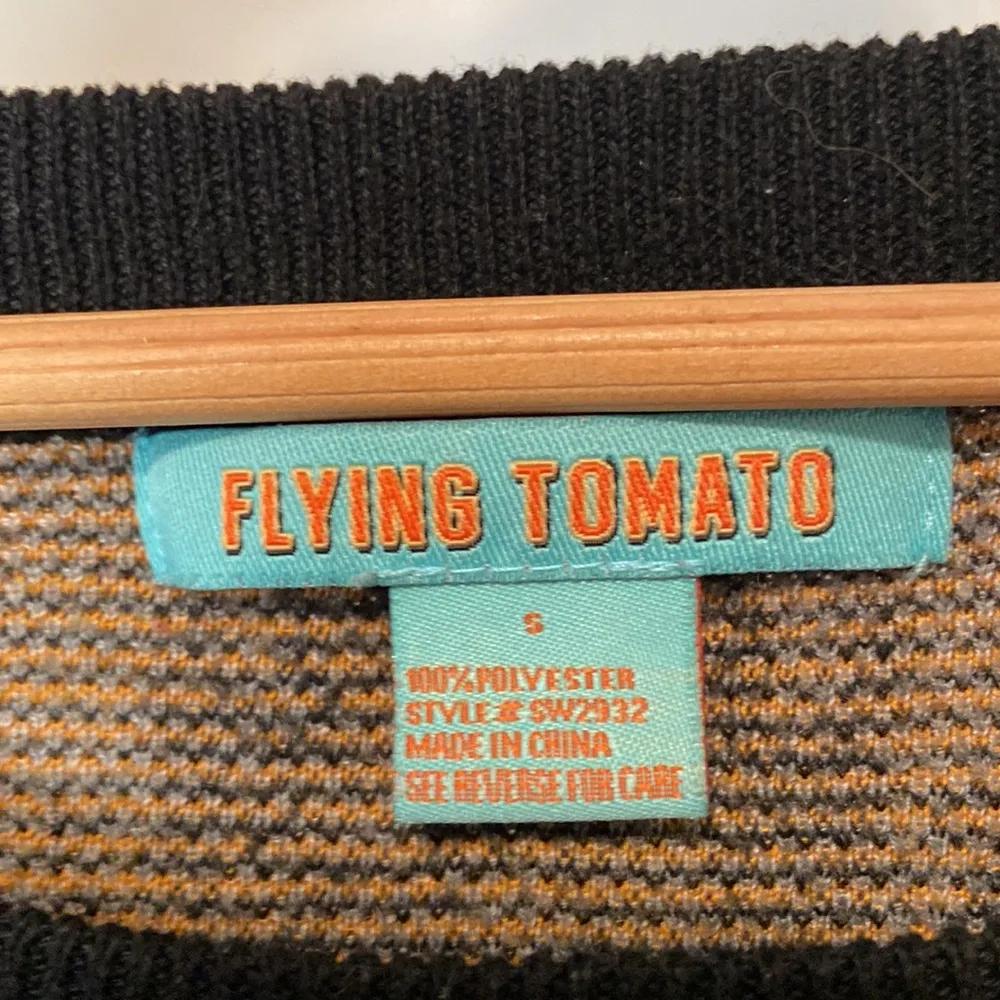 FLYING TOMATO
S
100%POLYESTER
STYLE# SW2932
MADE IN CHINA
SEE REVERSE FOR CARE